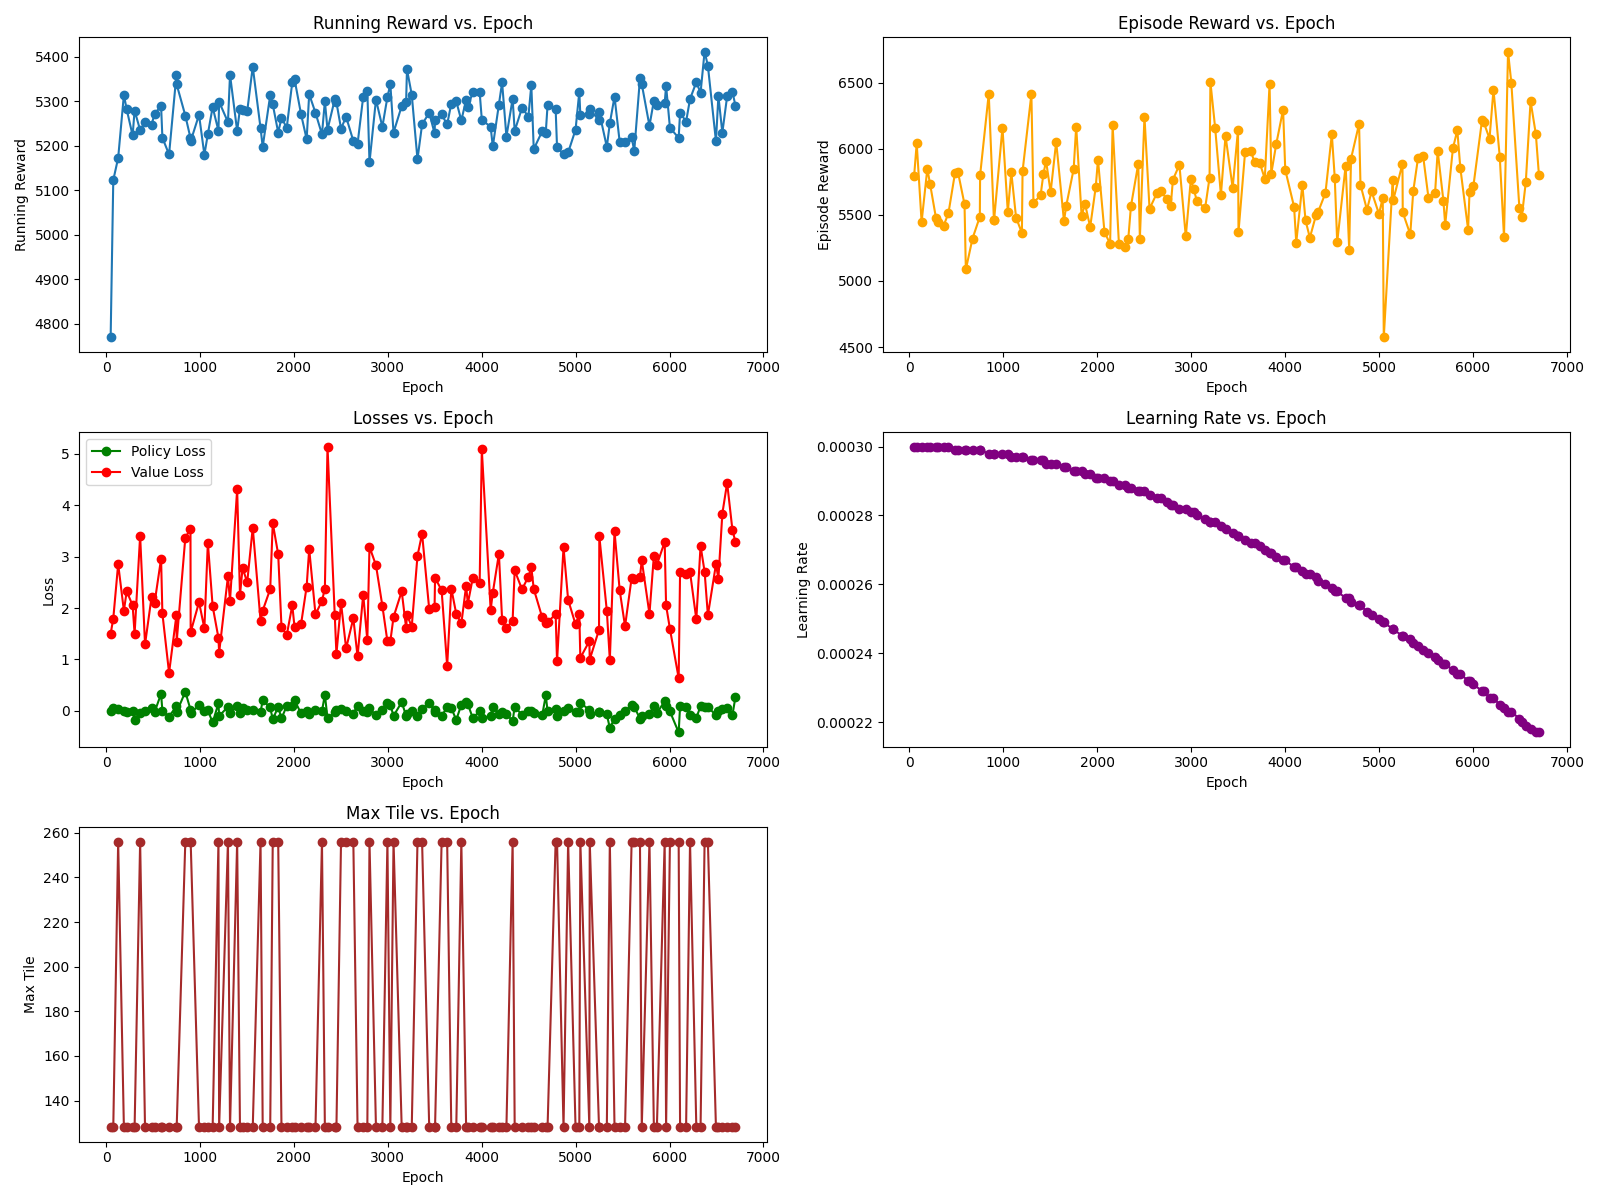 Running Reward vs. Epoch
Running Reward
5400
5300
5200
5100
5000
4900
4800
0 1000 2000 3000 4000 5000 6000 7000
Epoch
Episode Reward vs. Epoch
Episode Reward
6500
6000
5500
5000
4500
0 1000 2000 3000 4000 5000 6000 7000
Epoch
Losses vs. Epoch
Policy Loss
Value Loss
Loss
5
4
3
2
1
0
0 1000 2000 3000 4000 5000 6000 7000
Epoch
Learning Rate vs. Epoch
Learning Rate
0.00030
0.00028
0.00026
0.00024
0.00022
0 1000 2000 3000 4000 5000 6000 7000
Epoch
Max Tile vs. Epoch
Max Tile
260
240
220
200
180
160
140
0 1000 2000 3000 4000 5000 6000 7000
Epoch